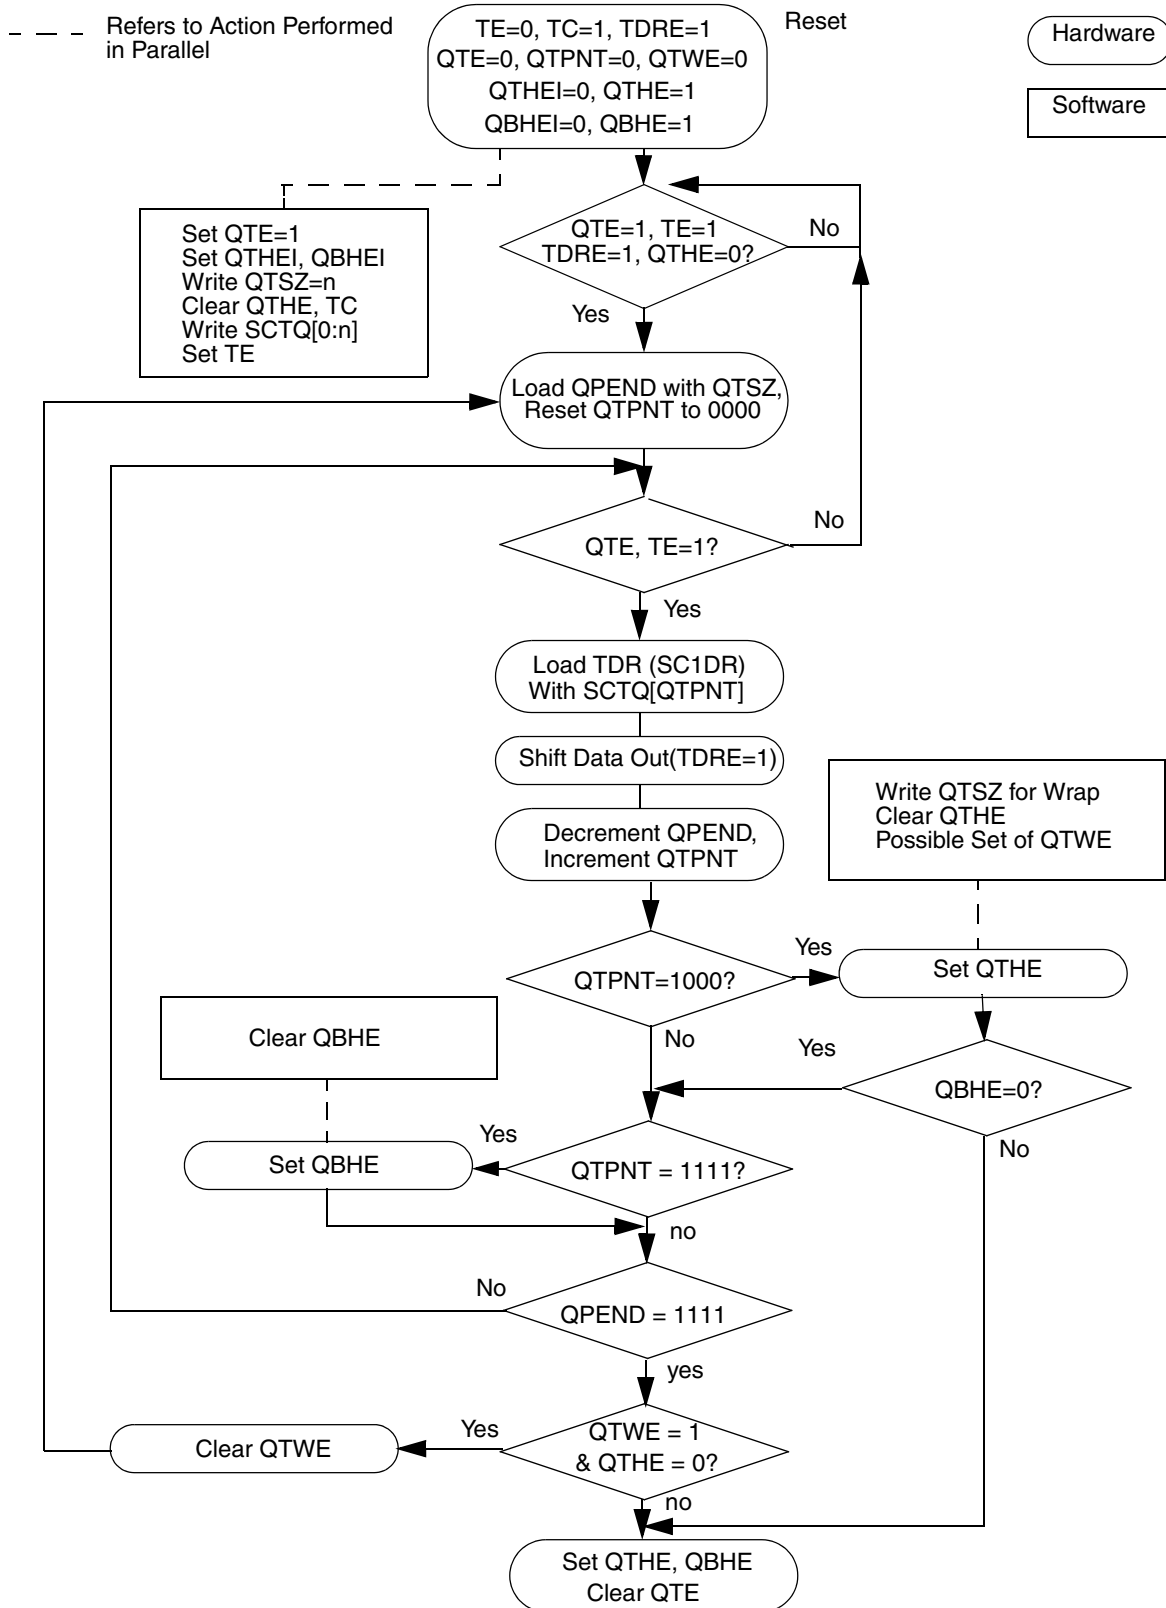 Refers to Action Performed
in Parallel
TE=0, TC=1, TDRE=1
QTE=0, QTPNT=0, QTWE=0
QTHEI=0, QTHE=1
QBHEI=0, QBHE=1
Reset
Hardware
Software
Set QTE=1
Set QTHEI, QBHEI
Write QTSZ=n
Clear QTHE, TC
Write SCTQ[0:n]
Set TE
QTE=1, TE=1
TDRE=1, QTHE=0?
No
Yes
Load QPEND with QTSZ,
Reset QTPNT to 0000
QTE, TE=1?
No
Yes
Load TDR (SC1DR)
With SCTQ[QTPNT]
Shift Data Out(TDRE=1)
Decrement QPEND,
Increment QTPNT
Write QTSZ for Wrap
Clear QTHE
Possible Set of QTWE
QTPNT=1000?
Yes
Set QTHE
No
Clear QBHE
Yes
QBHE=0?
No
Yes
Set QBHE
QTPNT = 1111?
no
No
QPEND = 1111
yes
Yes
Clear QTWE
QTWE = 1
& QTHE = 0?
no
Set QTHE, QBHE
Clear QTE